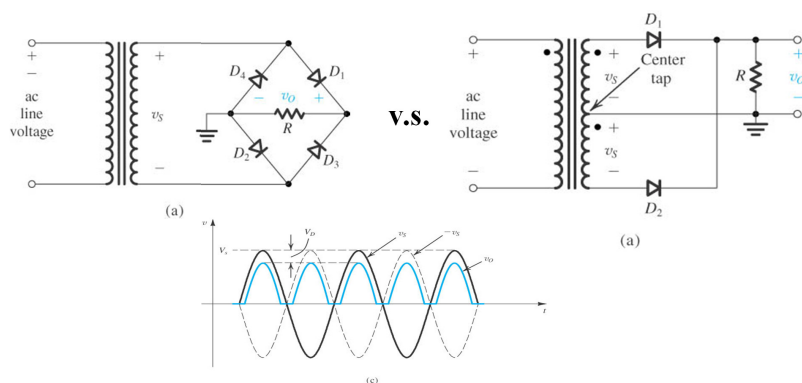 ac
line
voltage
+
−
+
v_S
−
D_4
D_1
− v_O +
R
D_2
D_3
(a)
v.s.
ac
line
voltage
+
−
D_1
+
v_S
−
Center
tap
+
v_S
−
D_2
R
+
v_O
−
(a)
v
V_s
V_D
v_S
−v_S
v_O
t
(c)